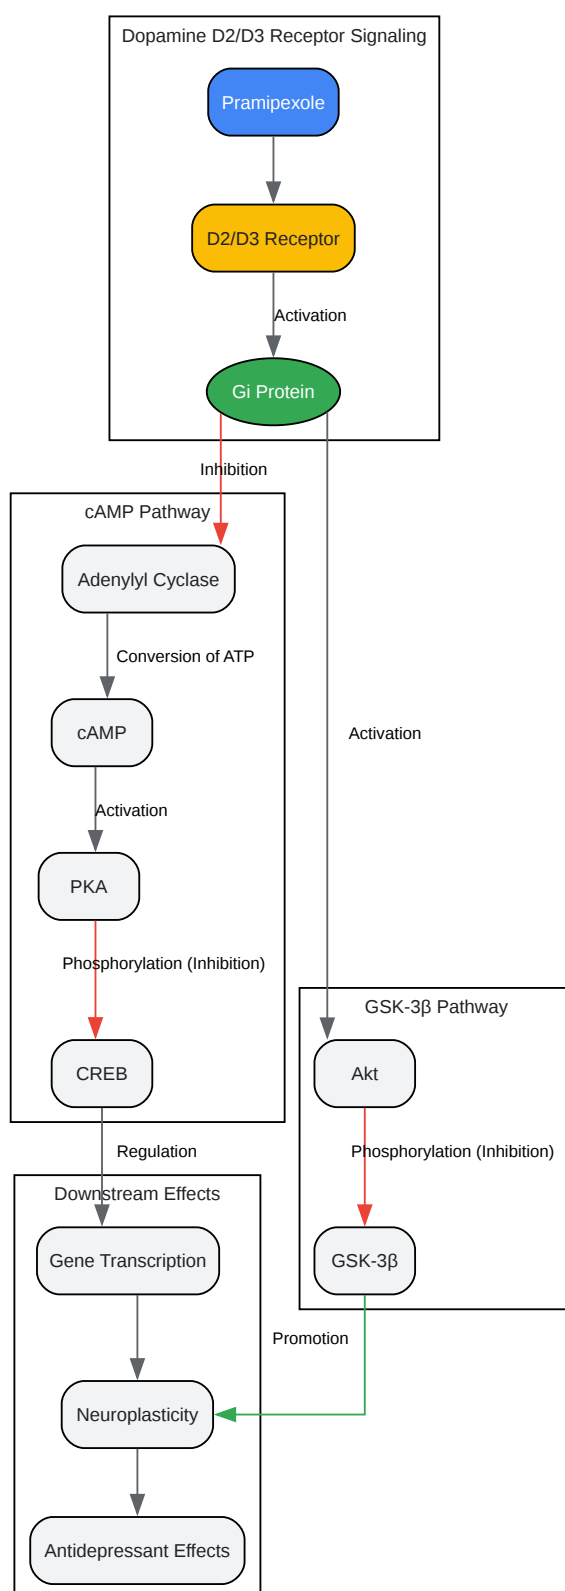 Dopamine D2/D3 Receptor Signaling
Pramipexole
D2/D3 Receptor
Activation
Gi Protein
Inhibition
cAMP Pathway
Adenylyl Cyclase
Conversion of ATP
cAMP
Activation
Activation
PKA
Phosphorylation (Inhibition)
GSK-3β Pathway
CREB
Akt
Regulation
Phosphorylation (Inhibition)
Downstream Effects
Gene Transcription
GSK-3β
Promotion
Neuroplasticity
Antidepressant Effects